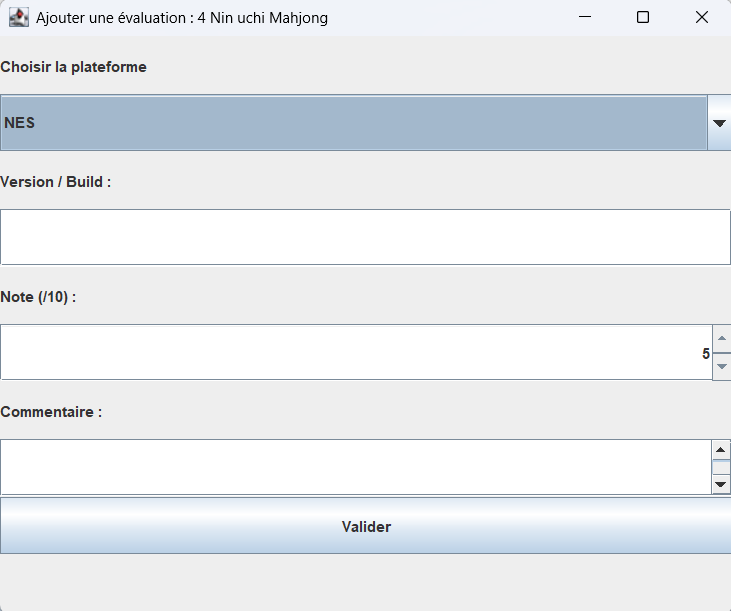 Ajouter une évaluation : 4 Nin uchi Mahjong
Choisir la plateforme
NES
Version / Build :
Note (/10) :
5
Commentaire :
Valider